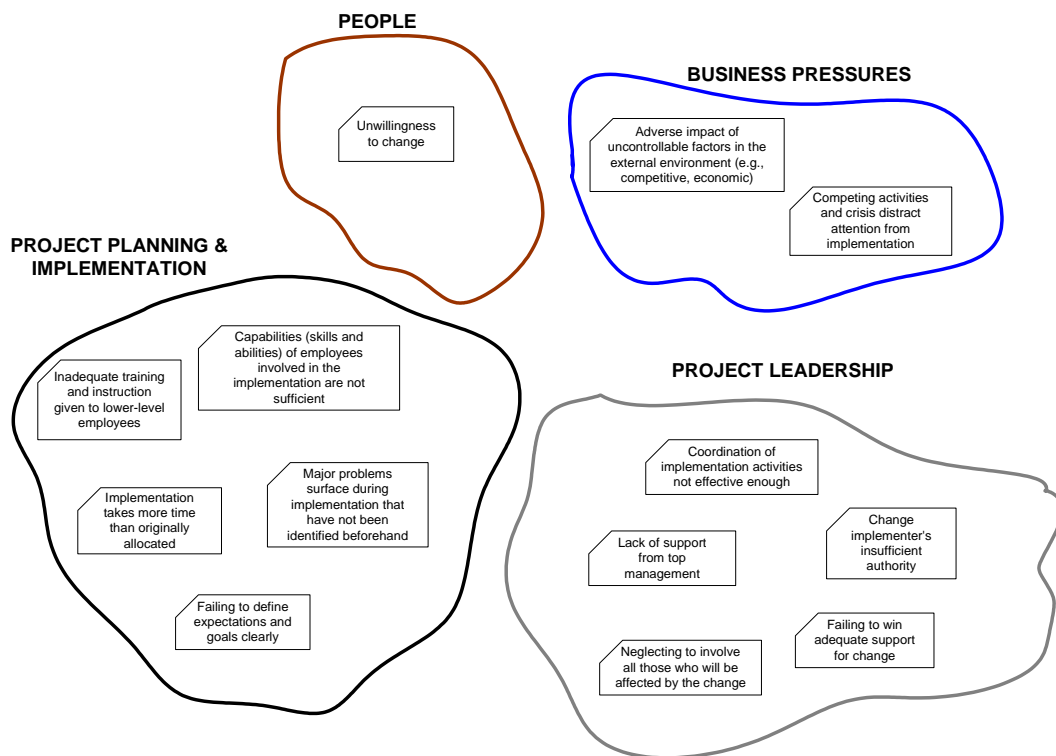 PEOPLE
Unwillingness
to change
BUSINESS PRESSURES
Adverse impact of
uncontrollable factors in the
external environment (e.g.,
competitive, economic)
Competing activities
and crisis distract
attention from
implementation
PROJECT PLANNING &
IMPLEMENTATION
Capabilities (skills and
abilities) of employees
involved in the
implementation are not
sufficient
Inadequate training
and instruction
given to lower-level
employees
Major problems
surface during
implementation that
have not been
identified beforehand
Implementation
takes more time
than originally
allocated
Failing to define
expectations and
goals clearly
PROJECT LEADERSHIP
Coordination of
implementation activities
not effective enough
Change
implementer's
insufficient
authority
Lack of support
from top
management
Failing to win
adequate support
for change
Neglecting to involve
all those who will be
affected by the change